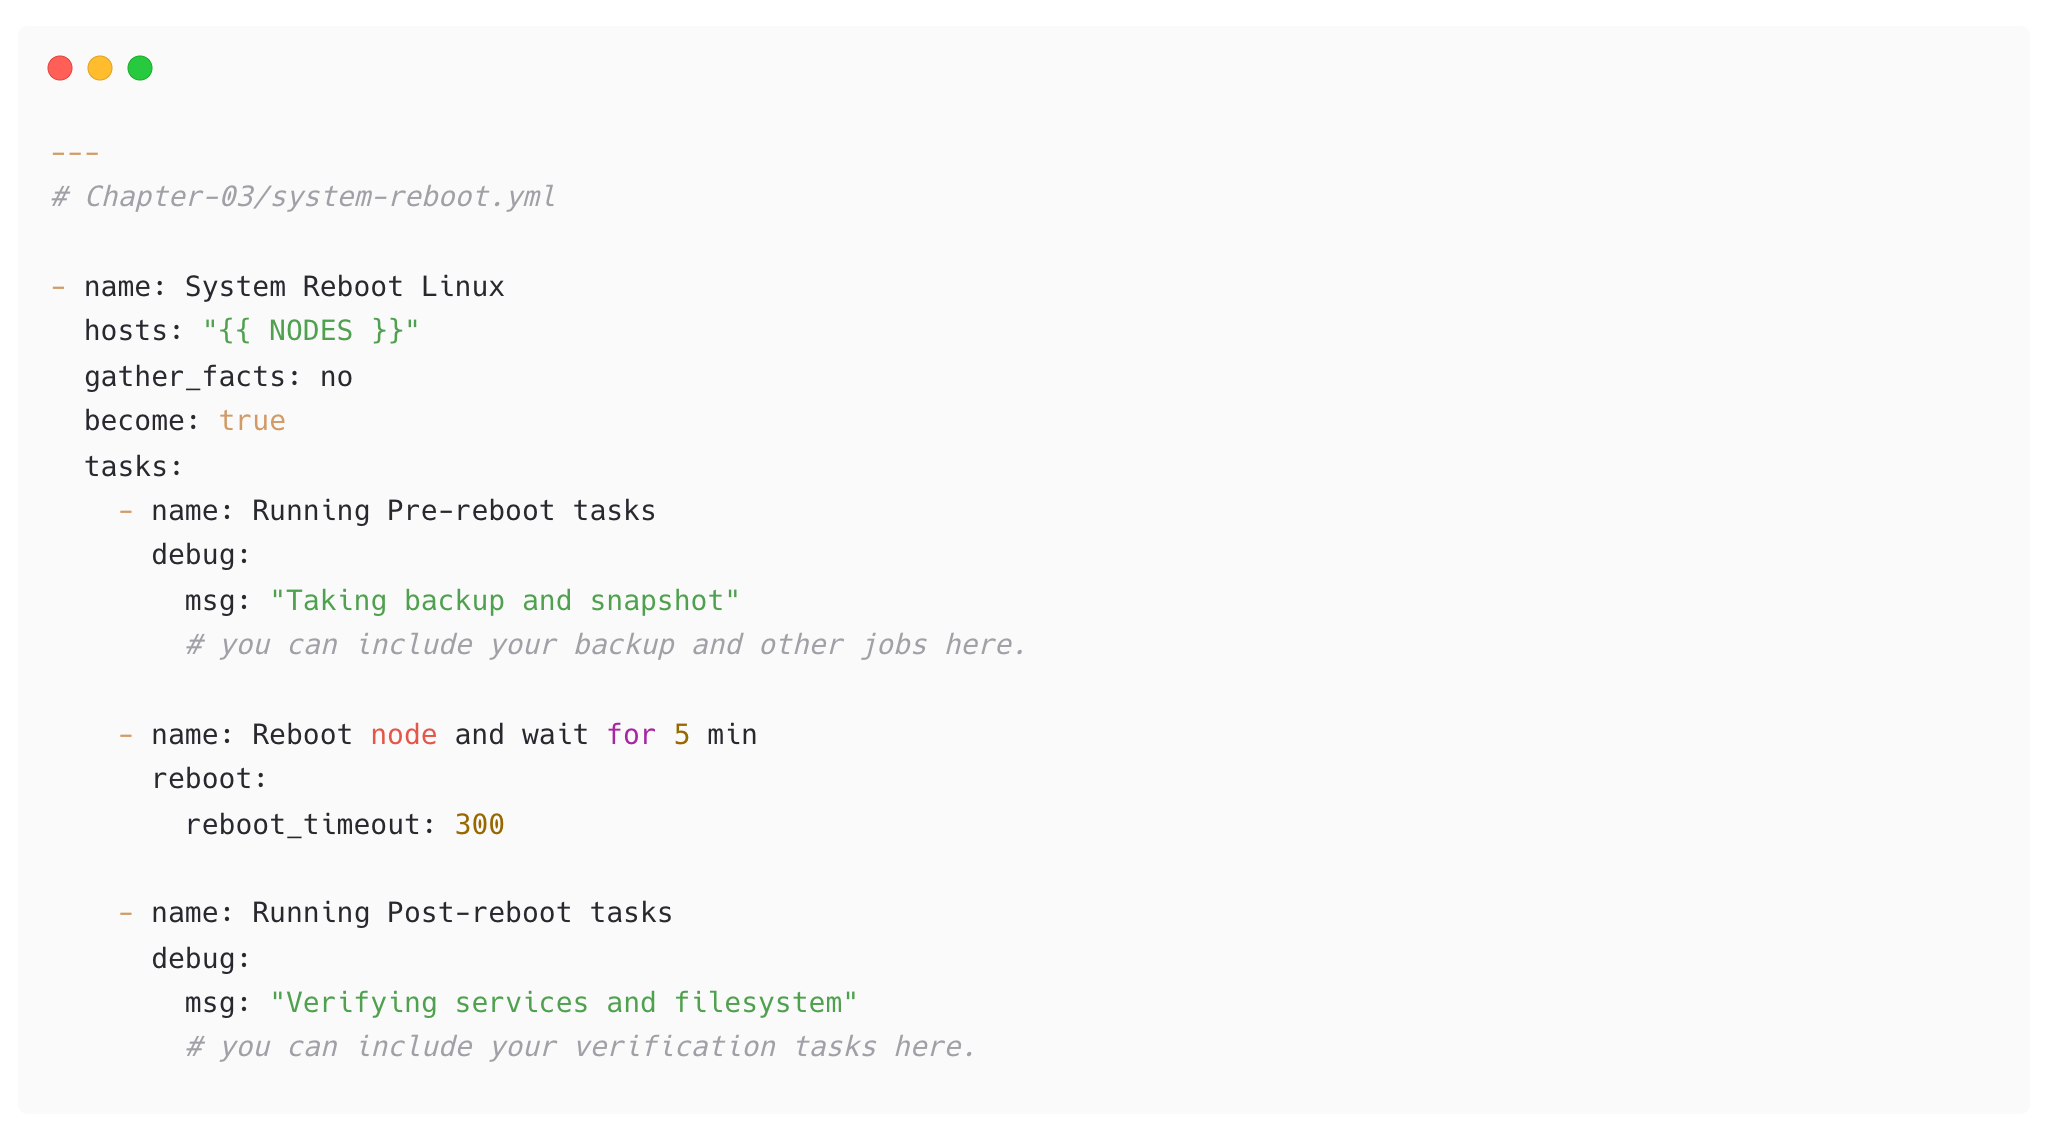 ---
# Chapter-03/system-reboot.yml

- name: System Reboot Linux
  hosts: "{{ NODES }}"
  gather_facts: no
  become: true
  tasks:
    - name: Running Pre-reboot tasks
      debug:
        msg: "Taking backup and snapshot"
        # you can include your backup and other jobs here.

    - name: Reboot node and wait for 5 min
      reboot:
        reboot_timeout: 300

    - name: Running Post-reboot tasks
      debug:
        msg: "Verifying services and filesystem"
        # you can include your verification tasks here.